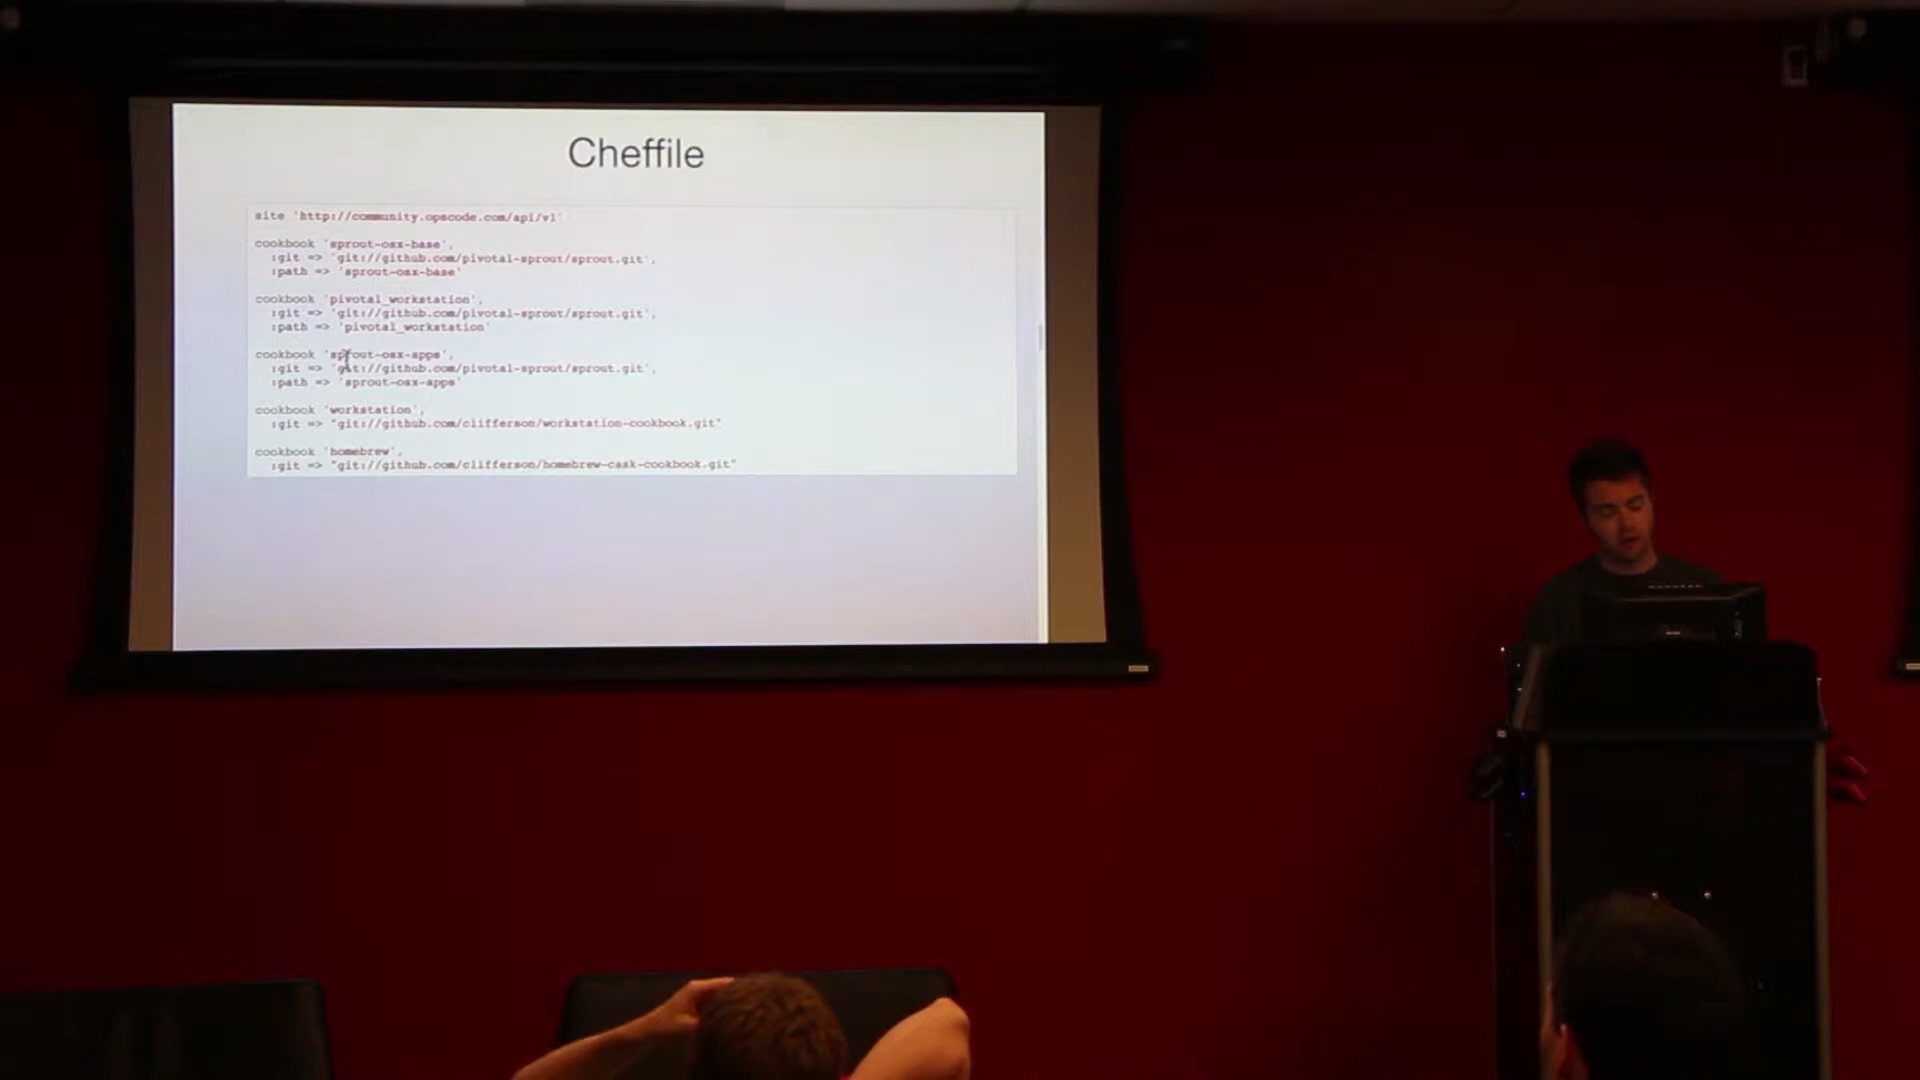 Cheffile
site 'http://community.opscode.com/api/v1'
cookbook 'sprout-osx-base',
:git => 'git://github.com/pivotal-sprout/sprout.git',
:path => 'sprout-osx-base'
cookbook 'pivotal_workstation',
:git => 'git://github.com/pivotal-sprout/sprout.git',
:path => 'pivotal_workstation'
cookbook 'sprout-osx-apps',
:git => 'git://github.com/pivotal-sprout/sprout.git',
:path => 'sprout-osx-apps'
cookbook 'workstation',
:git => "git://github.com/clifferson/workstation-cookbook.git"
cookbook 'homebrew',
:git => "git://github.com/clifferson/homebrew-cask-cookbook.git"